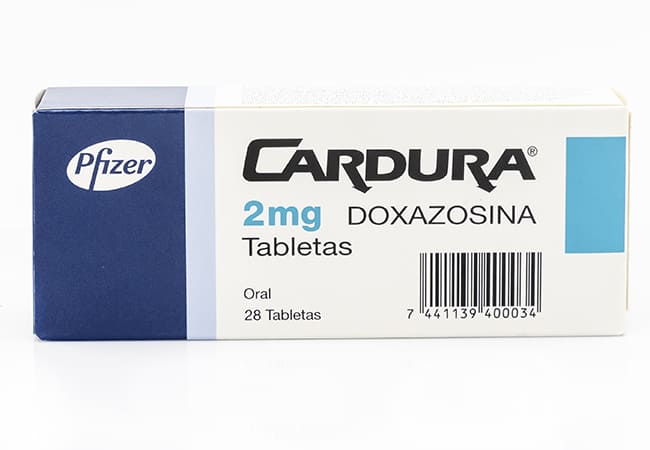 Pfizer
CARDURA®
2mg DOXAZOSINA
Tabletas
Oral
28 Tabletas
7 441139 400034